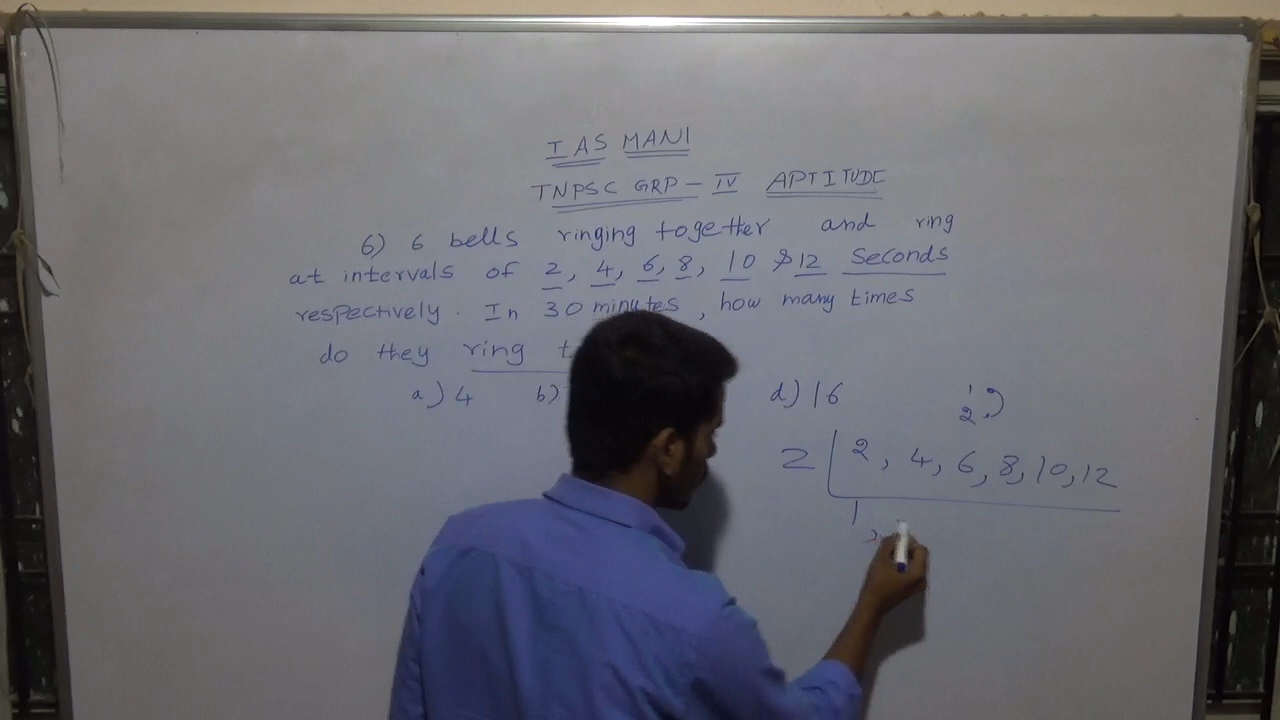 IAS MANI
TNPSC GRP - IV APTITUDE
6) 6 bells ringing together and ring
at intervals of 2, 4, 6, 8, 10 & 12 Seconds
respectively. In 30 minutes, how many times
do they ring
a) 4 b) d) 16
1
2,
2 2, 4, 6, 8, 10, 12
1,